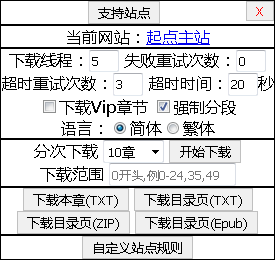 支持站点 X
当前网站：起点主站
下载线程：5 失败重试次数：0
超时重试次数：3 超时时间：20秒
下载Vip章节 强制分段
语言：简体 繁体
分次下载 10章 开始下载
下载范围 0开头,例0-24,35,49
下载本章(TXT) 下载目录页(TXT)
下载目录页(ZIP) 下载目录页(Epub)
自定义站点规则